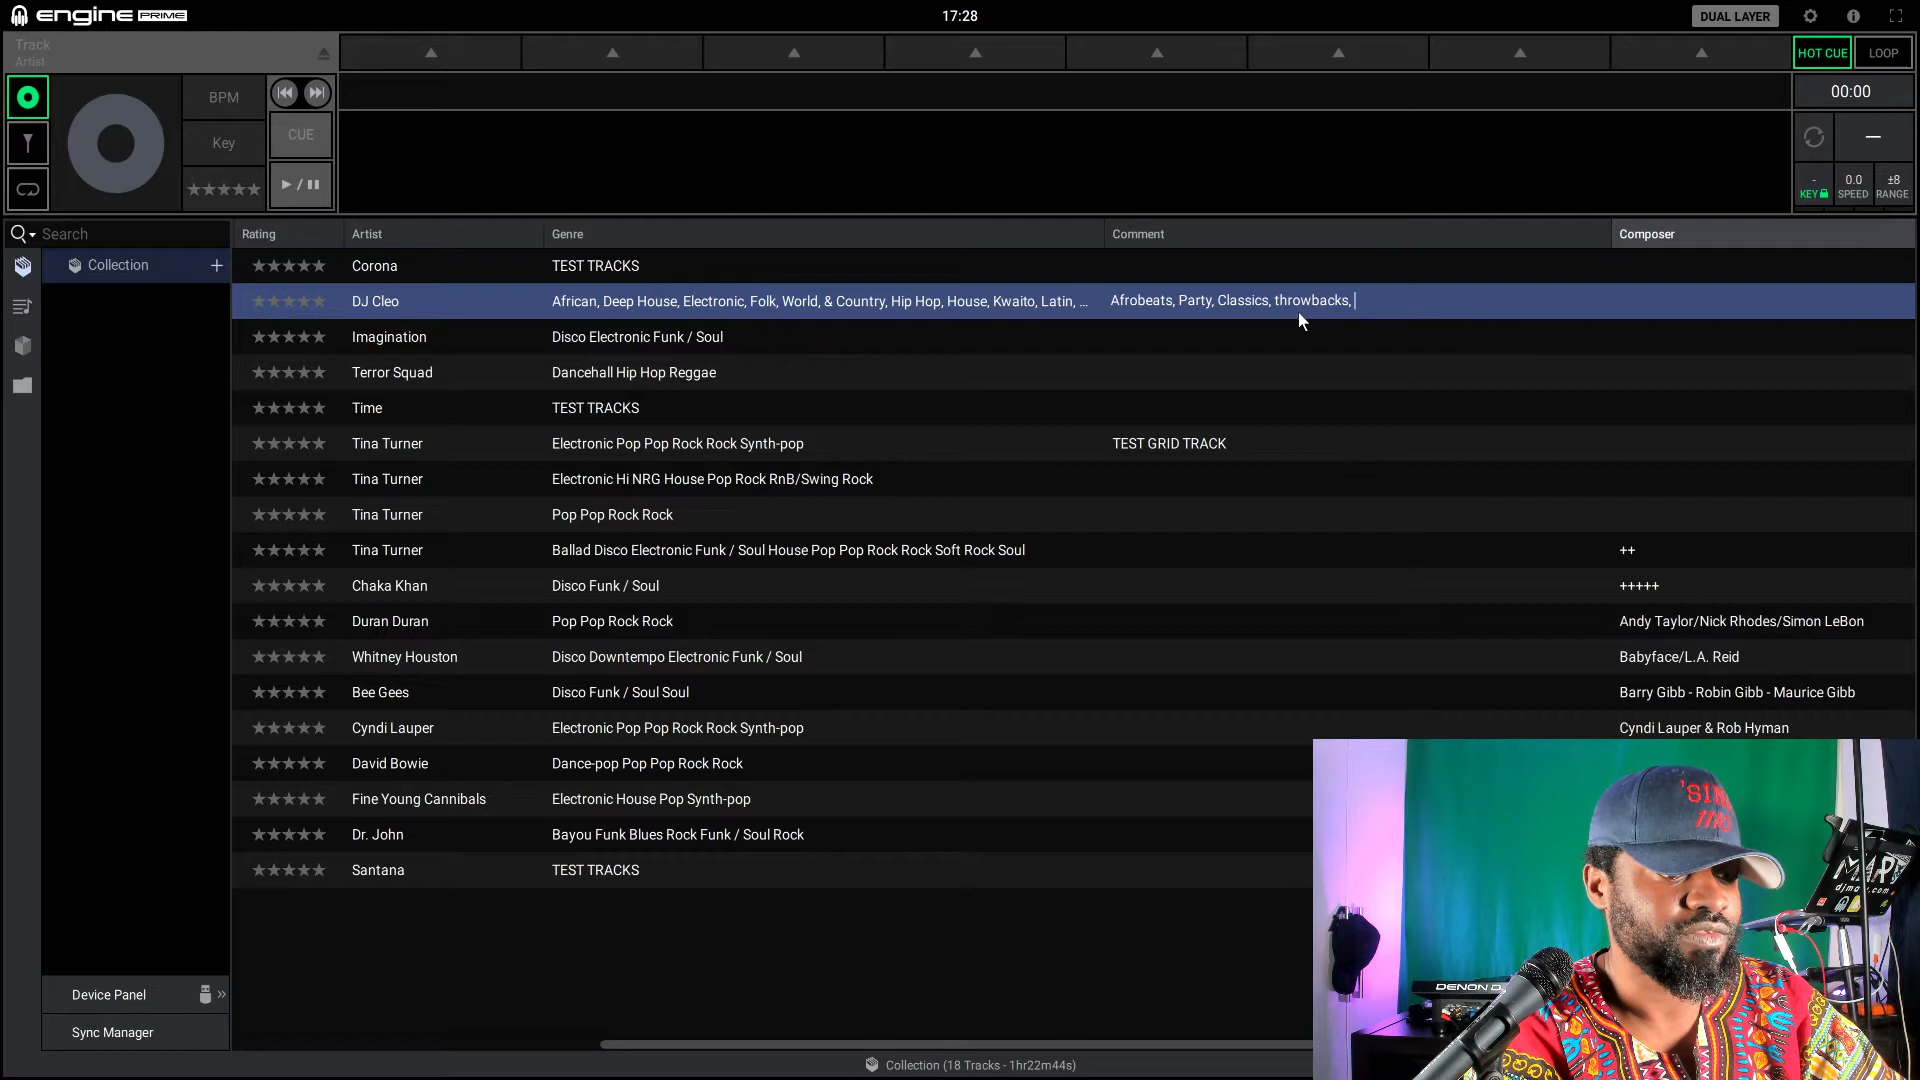 engine PRIME
17:28
DUAL LAYER
Track
Artist
HOT CUE
LOOP
BPM
CUE
00:00
Key
- 0.0 ±8
KEY SPEED RANGE
Search
Rating Artist Genre Comment Composer
Collection
Corona TEST TRACKS
DJ Cleo African, Deep House, Electronic, Folk, World, & Country, Hip Hop, House, Kwaito, Latin, ... Afrobeats, Party, Classics, throwbacks,
Imagination Disco Electronic Funk / Soul
Terror Squad Dancehall Hip Hop Reggae
Time TEST TRACKS
Tina Turner Electronic Pop Pop Rock Rock Synth-pop TEST GRID TRACK
Tina Turner Electronic Hi NRG House Pop Rock RnB/Swing Rock
Tina Turner Pop Pop Rock Rock
Tina Turner Ballad Disco Electronic Funk / Soul House Pop Pop Rock Rock Soft Rock Soul ++
Chaka Khan Disco Funk / Soul +++++
Duran Duran Pop Pop Rock Rock Andy Taylor/Nick Rhodes/Simon LeBon
Whitney Houston Disco Downtempo Electronic Funk / Soul Babyface/L.A. Reid
Bee Gees Disco Funk / Soul Soul Barry Gibb - Robin Gibb - Maurice Gibb
Cyndi Lauper Electronic Pop Pop Rock Rock Synth-pop Cyndi Lauper & Rob Hyman
David Bowie Dance-pop Pop Pop Rock Rock
Fine Young Cannibals Electronic House Pop Synth-pop
Dr. John Bayou Funk Blues Rock Funk / Soul Rock
Santana TEST TRACKS
Device Panel
Sync Manager
Collection (18 Tracks - 1hr22m44s)
DENON DJ